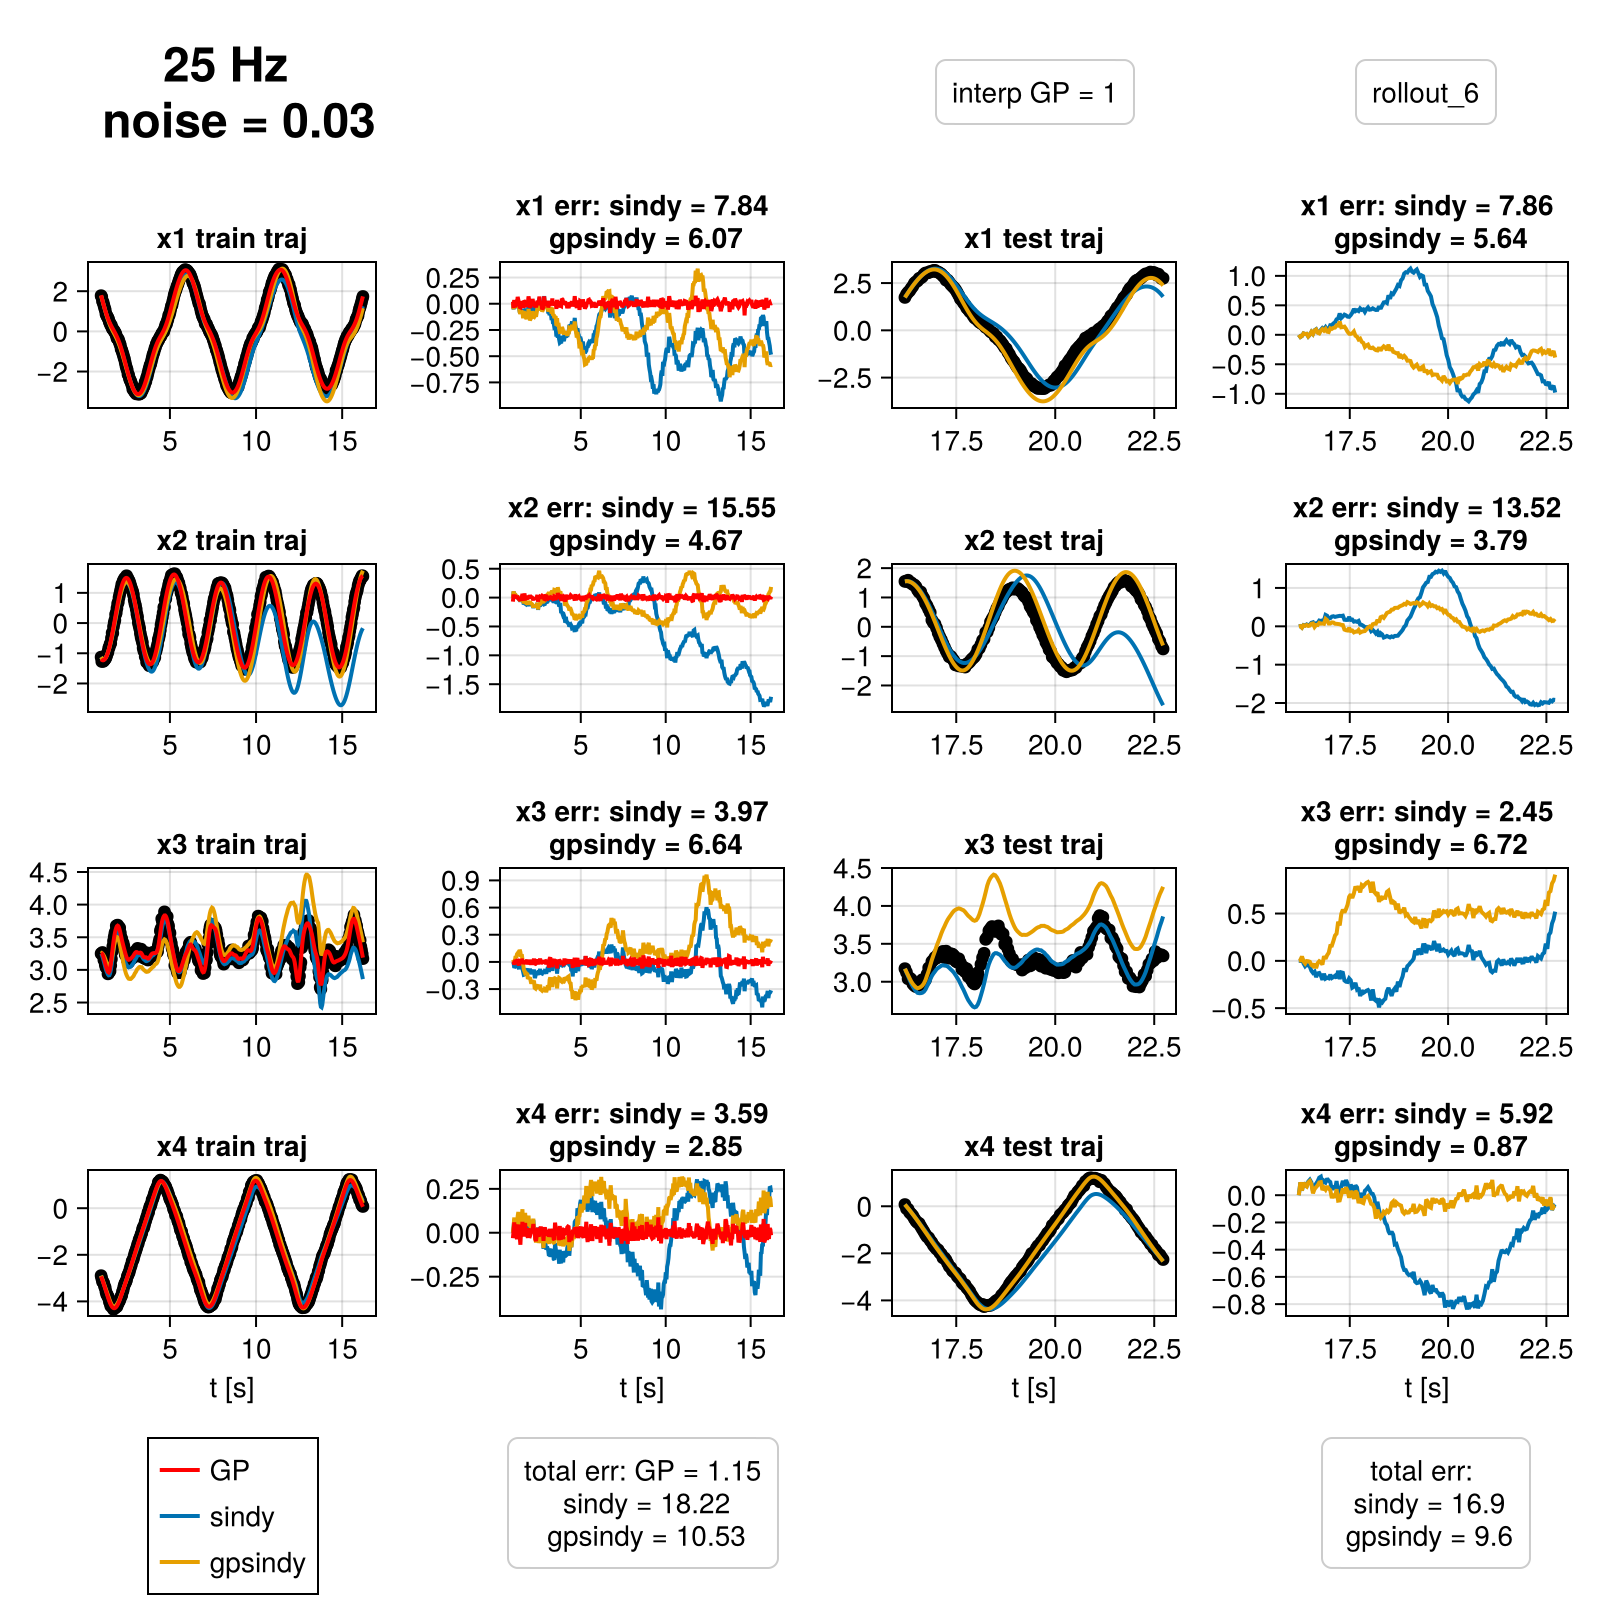 25 Hz
noise = 0.03
interp GP = 1
rollout_6
x1 train traj
2
0
−2
5
10
15
x1 err: sindy = 7.84
gpsindy = 6.07
0.25
0.00
−0.25
−0.50
−0.75
5
10
15
x1 test traj
2.5
0.0
−2.5
17.5
20.0
22.5
x1 err: sindy = 7.86
gpsindy = 5.64
1.0
0.5
0.0
−0.5
−1.0
17.5
20.0
22.5
x2 train traj
1
0
−1
−2
5
10
15
x2 err: sindy = 15.55
gpsindy = 4.67
0.5
0.0
−0.5
−1.0
−1.5
5
10
15
x2 test traj
2
1
0
−1
−2
17.5
20.0
22.5
x2 err: sindy = 13.52
gpsindy = 3.79
1
0
−1
−2
17.5
20.0
22.5
x3 train traj
4.5
4.0
3.5
3.0
2.5
5
10
15
x3 err: sindy = 3.97
gpsindy = 6.64
0.9
0.6
0.3
0.0
−0.3
5
10
15
x3 test traj
4.5
4.0
3.5
3.0
17.5
20.0
22.5
x3 err: sindy = 2.45
gpsindy = 6.72
0.5
0.0
−0.5
17.5
20.0
22.5
x4 train traj
0
−2
−4
5
10
15
t [s]
x4 err: sindy = 3.59
gpsindy = 2.85
0.25
0.00
−0.25
5
10
15
t [s]
x4 test traj
0
−2
−4
17.5
20.0
22.5
t [s]
x4 err: sindy = 5.92
gpsindy = 0.87
0.0
−0.2
−0.4
−0.6
−0.8
17.5
20.0
22.5
t [s]
GP
sindy
gpsindy
total err: GP = 1.15
sindy = 18.22
gpsindy = 10.53
total err:
sindy = 16.9
gpsindy = 9.6